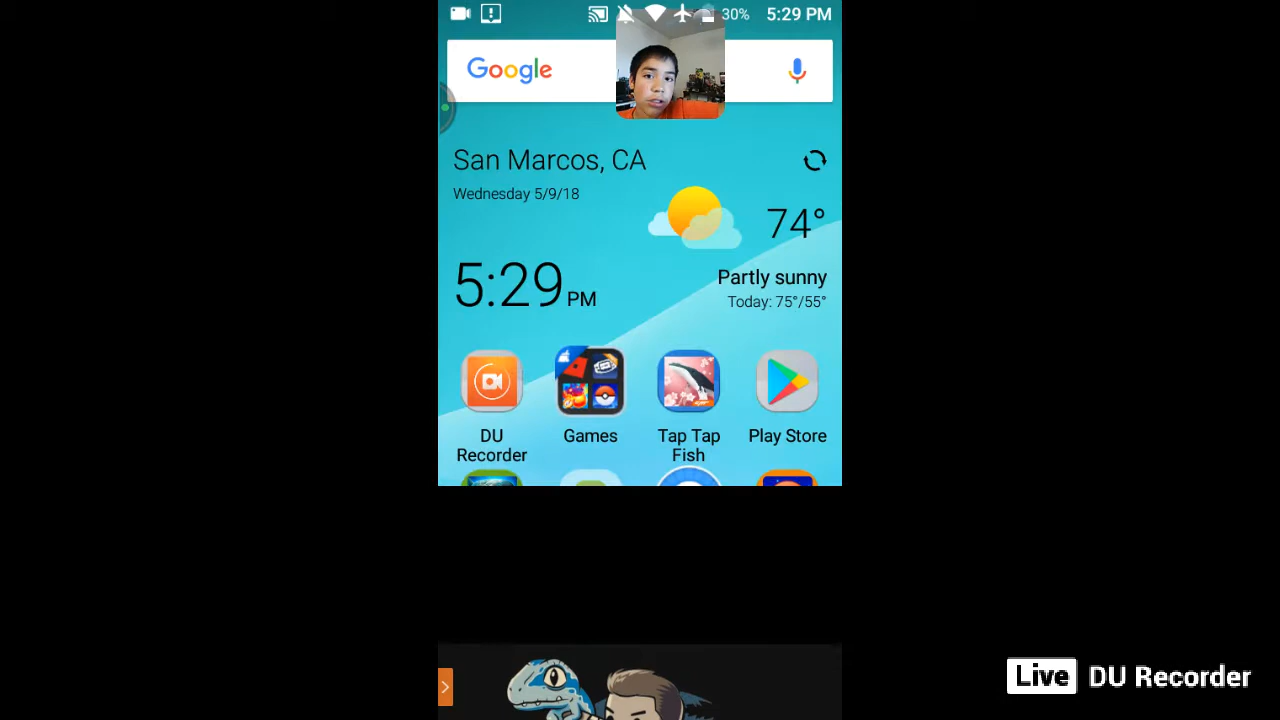 30% 5:29 PM
Google
San Marcos, CA
Wednesday 5/9/18
74°
5:29 PM
Partly sunny
Today: 75°/55°
DU Recorder
Games
Tap Tap Fish
Play Store
Live DU Recorder